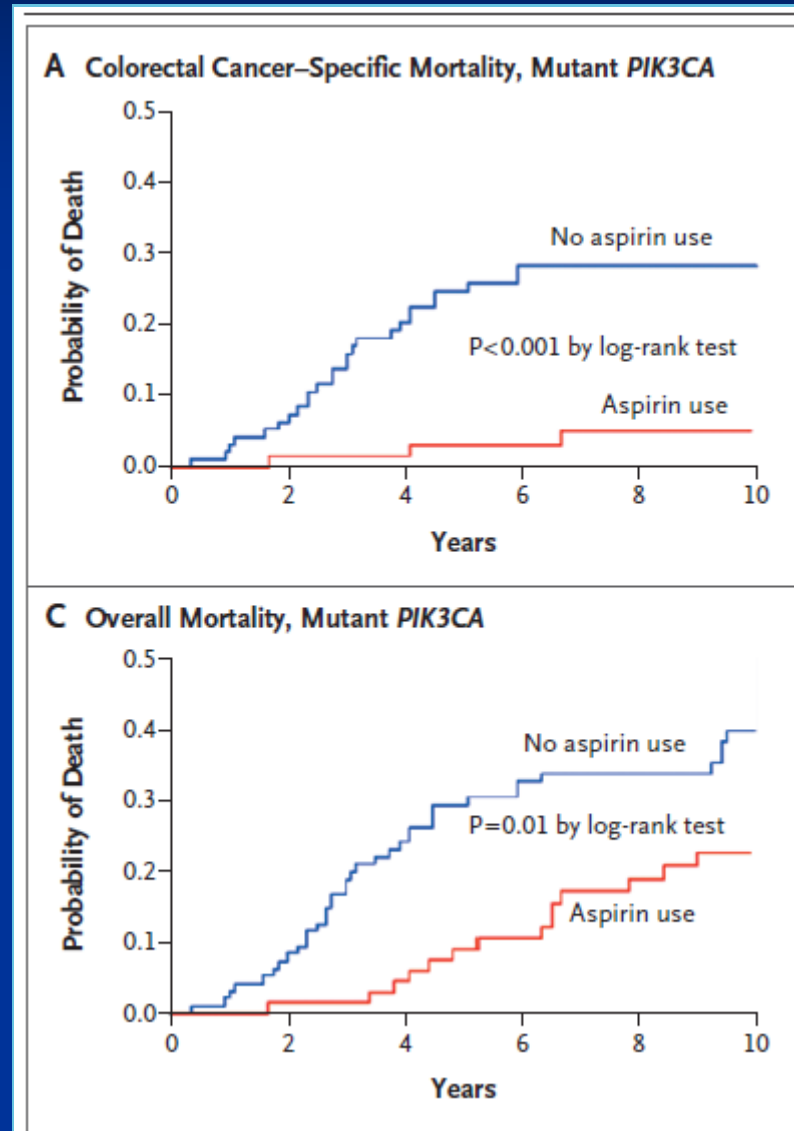 A Colorectal Cancer–Specific Mortality, Mutant PIK3CA
Probability of Death
0.5
0.4
0.3
0.2
0.1
0.0
No aspirin use
P<0.001 by log-rank test
Aspirin use
0 2 4 6 8 10
Years
C Overall Mortality, Mutant PIK3CA
Probability of Death
0.5
0.4
0.3
0.2
0.1
0.0
No aspirin use
P=0.01 by log-rank test
Aspirin use
0 2 4 6 8 10
Years